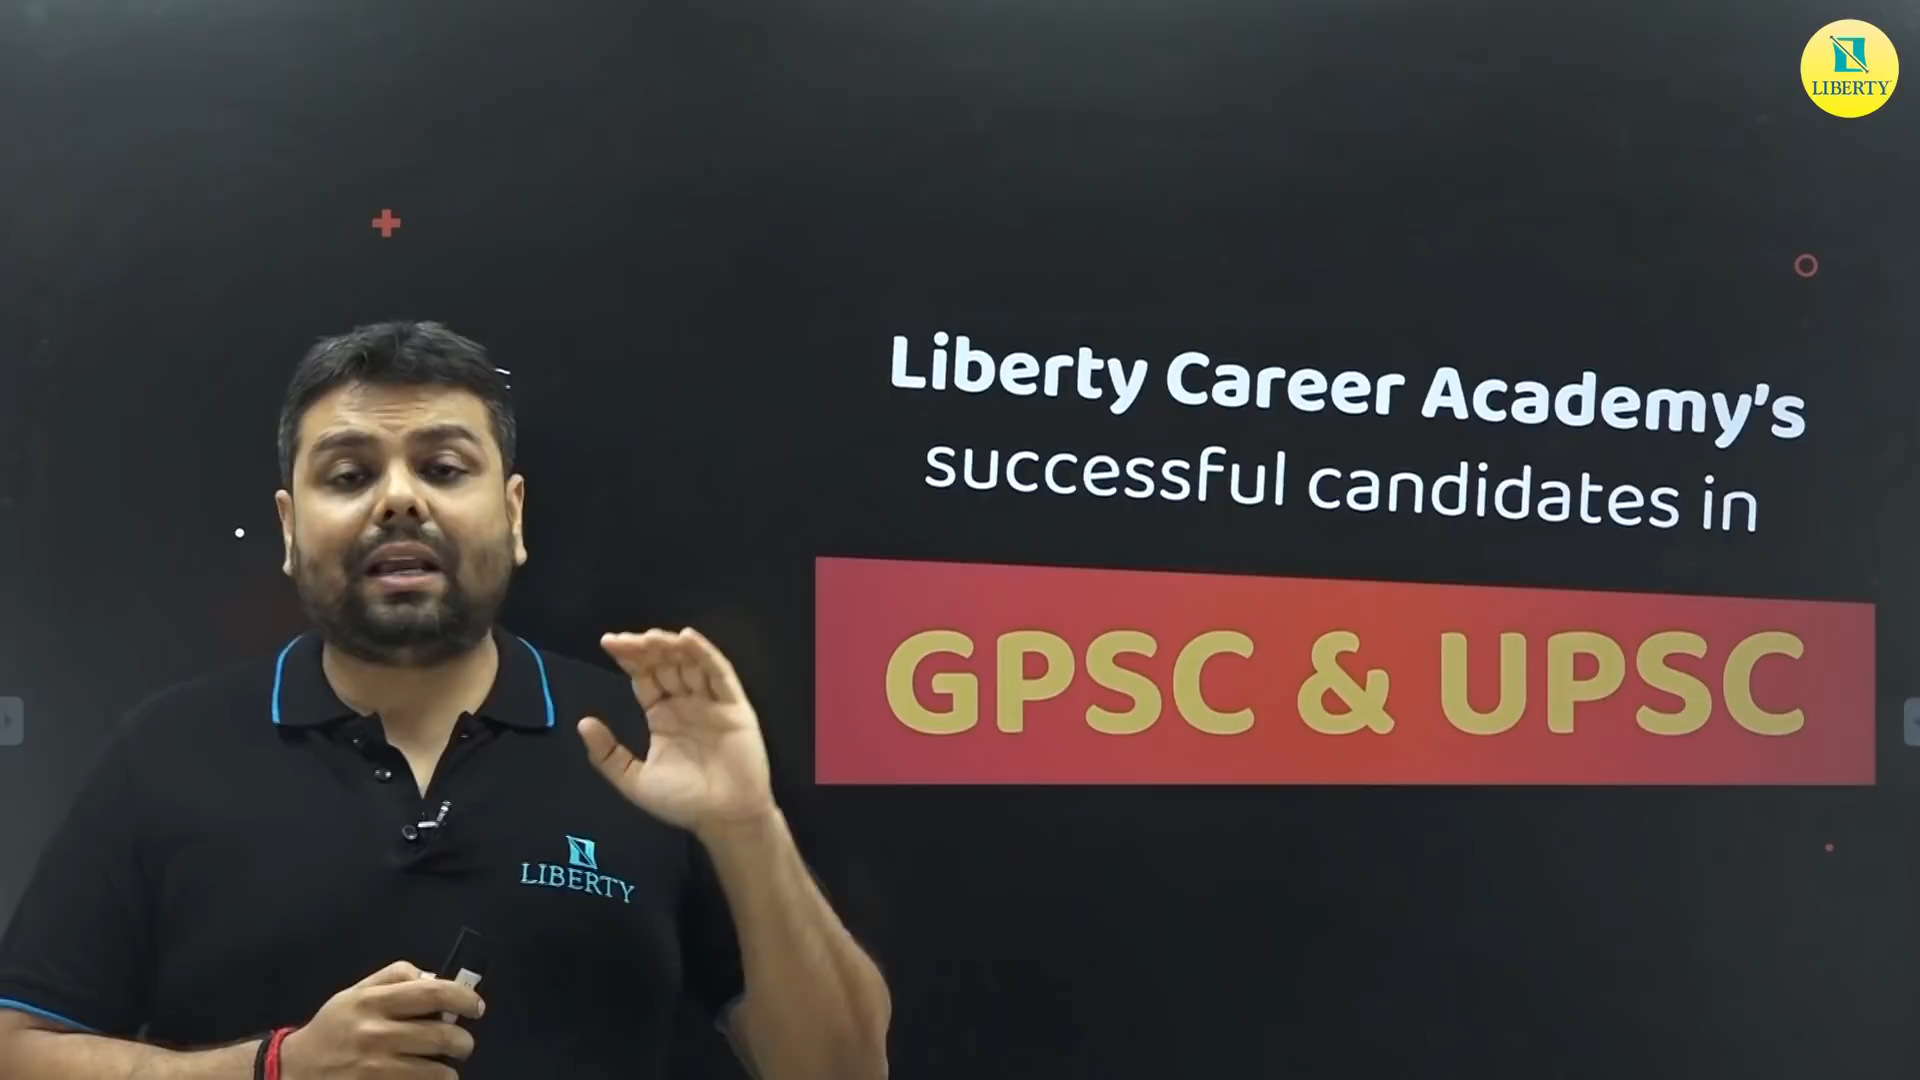 LIBERTY
Liberty Career Academy's
successful candidates in
GPSC & UPSC
LIBERTY